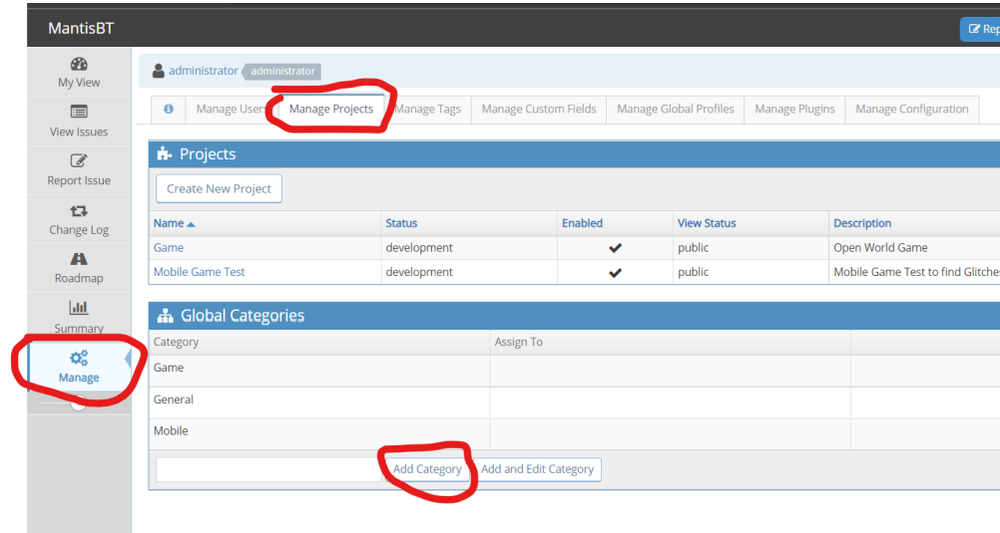 MantisBT
Rep
My View
View Issues
Report Issue
Change Log
Roadmap
Summary
Manage
administrator administrator
Manage Users Manage Projects Manage Tags Manage Custom Fields Manage Global Profiles Manage Plugins Manage Configuration
Projects
Create New Project
Name Status Enabled View Status Description
Game development public Open World Game
Mobile Game Test development public Mobile Game Test to find Glitche
Global Categories
Category Assign To
Game
General
Mobile
Add Category Add and Edit Category